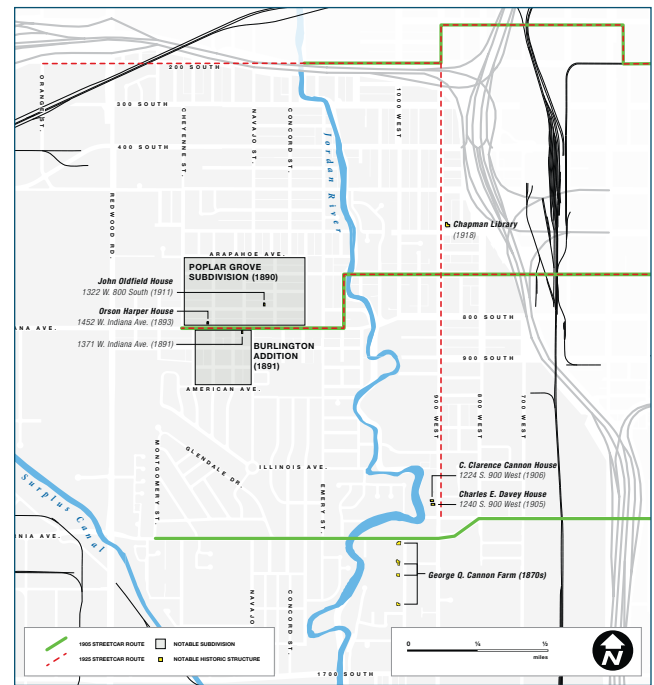 200 SOUTH
ORANGE ST.
300 SOUTH
CHEYENNE ST.
NAVAJO ST.
CONCORD ST.
1000 WEST
400 SOUTH
Jordan River
REDWOOD RD.
Chapman Library
(1918)
ARAPAHOE AVE.
POPLAR GROVE
SUBDIVISION (1890)
John Oldfield House
1322 W. 800 South (1911)
Orson Harper House
1452 W. Indiana Ave. (1893)
800 SOUTH
NA AVE.
1371 W. Indiana Ave. (1891)
BURLINGTON
ADDITION
(1891)
900 SOUTH
AMERICAN AVE.
900 WEST
800 WEST
700 WEST
MONTGOMERY ST.
GLENDALE DR.
ILLINOIS AVE.
EMERY ST.
C. Clarence Cannon House
1224 S. 900 West (1906)
Charles E. Davey House
1240 S. 900 West (1905)
Surplus Canal
NIA AVE.
George Q. Cannon Farm (1870s)
NAVAJO
CONCORD ST.
1905 STREETCAR ROUTE
NOTABLE SUBDIVISION
1925 STREETCAR ROUTE
NOTABLE HISTORIC STRUCTURE
0 ¼ ½
miles
N
1700 SOUTH